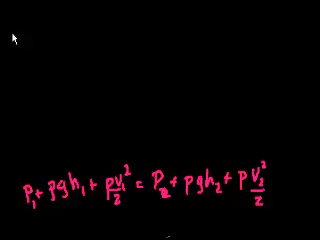 P₁ + ρgh₁ + ρv₁²/2 = P₂ + ρgh₂ + ρv₂²/2